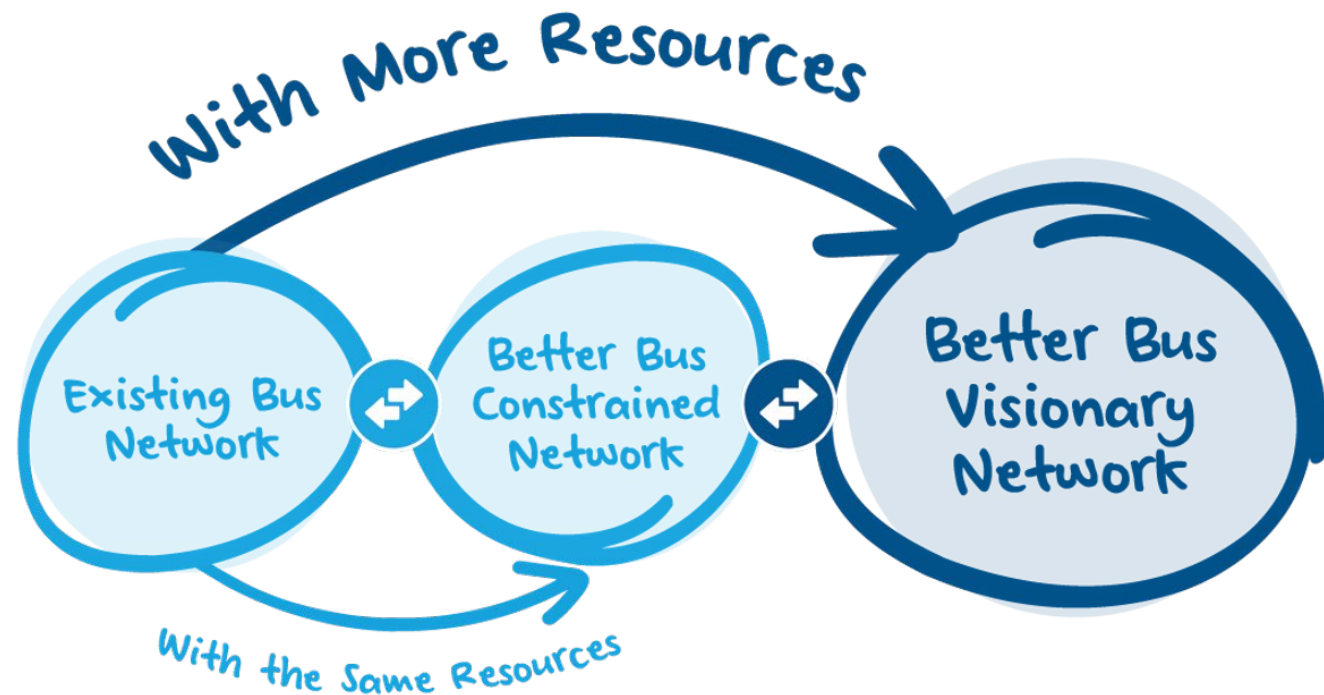 With More Resources
Existing Bus
Network
Better Bus
Constrained
Network
Better Bus
Visionary
Network
With the Same Resources